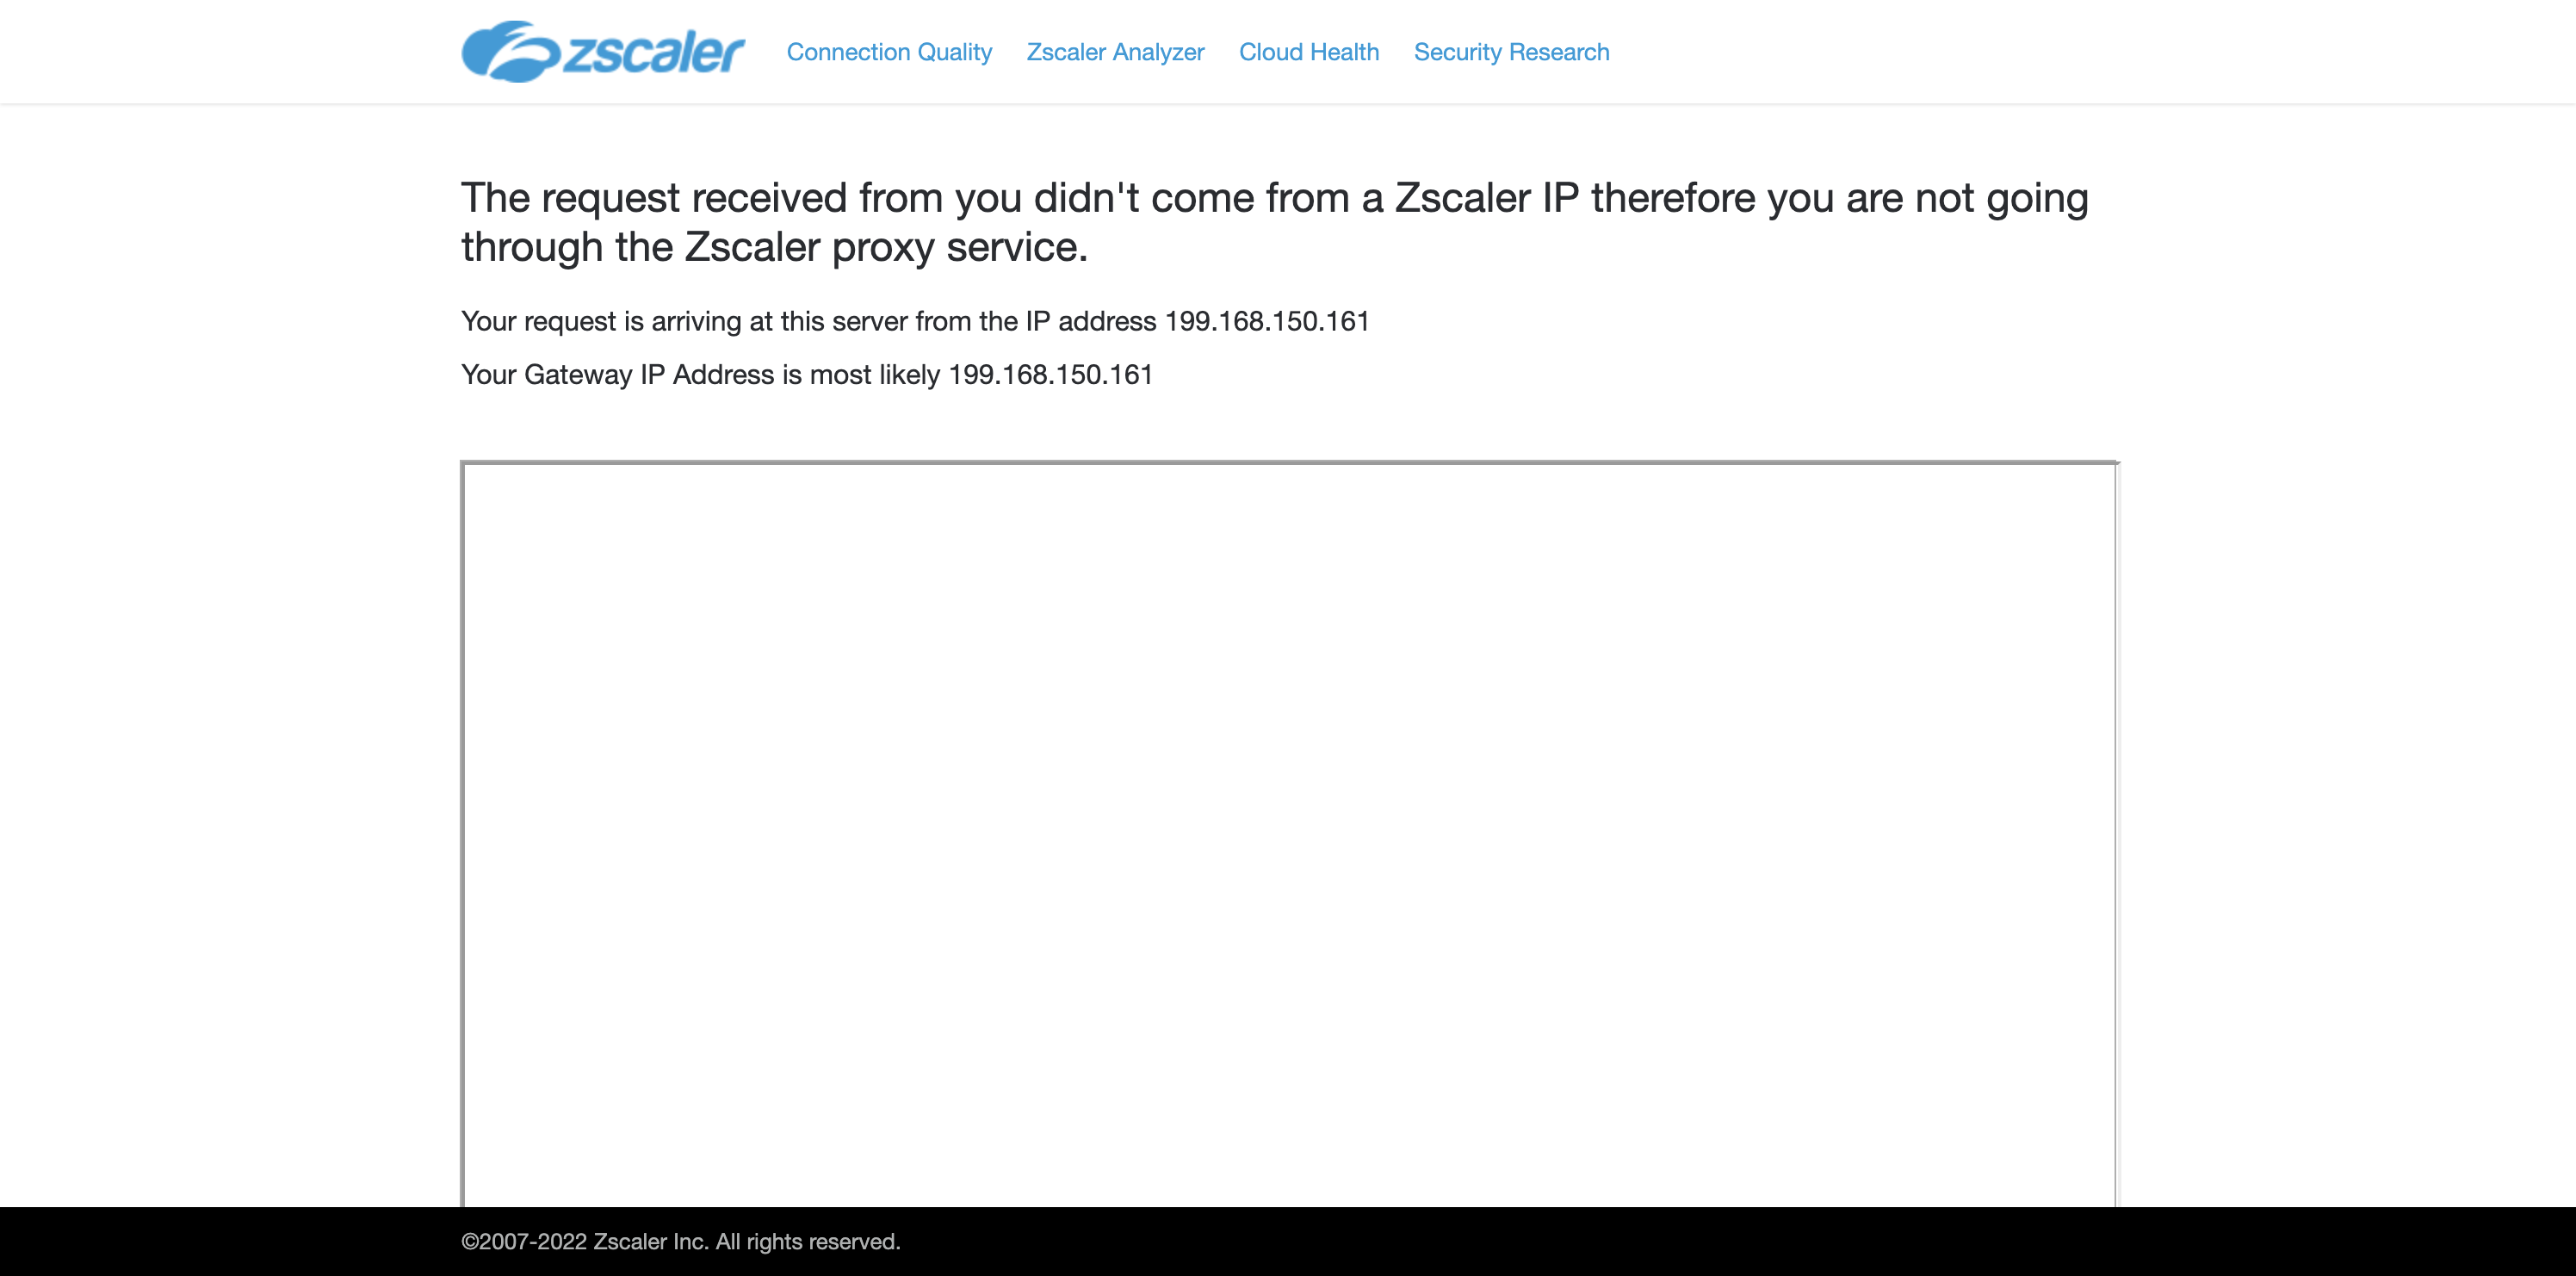 zscaler Connection Quality Zscaler Analyzer Cloud Health Security Research
The request received from you didn't come from a Zscaler IP therefore you are not going
through the Zscaler proxy service.
Your request is arriving at this server from the IP address 199.168.150.161
Your Gateway IP Address is most likely 199.168.150.161
©2007-2022 Zscaler Inc. All rights reserved.